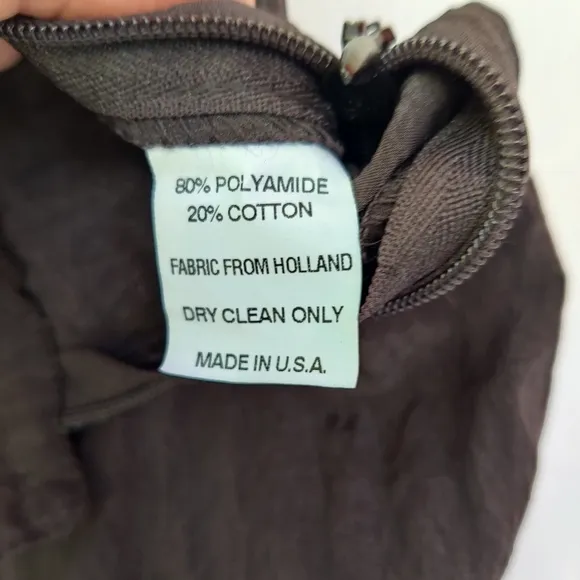 80% POLYAMIDE
20% COTTON
FABRIC FROM HOLLAND
DRY CLEAN ONLY
MADE IN U.S.A.